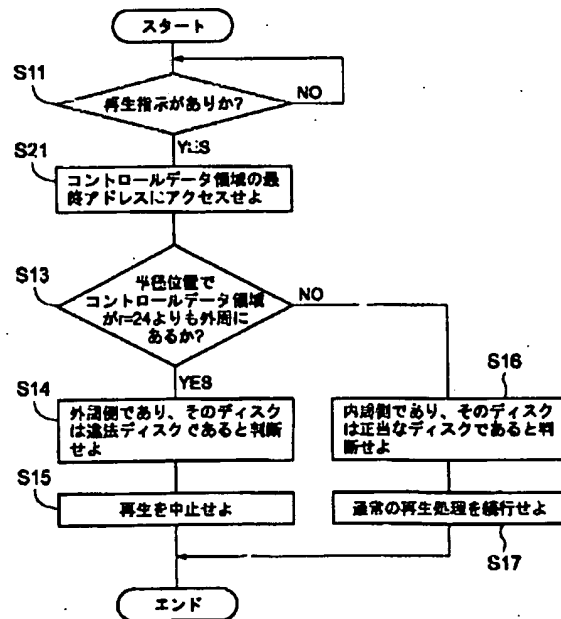 スタート
S11
再生指示がありか?
NO
YES
S21
コントロールデータ領域の最
終アドレスにアクセスせよ
S13
半径位置で
コントロールデータ領域
がr=24よりも外周に
あるか?
NO
YES
S14
外周側であり、そのディスク
は違法ディスクであると判断
せよ
S16
内周側であり、そのディスク
は正当なディスクであると判
断せよ
S15
再生を中止せよ
通常の再生処理を続行せよ
S17
エンド